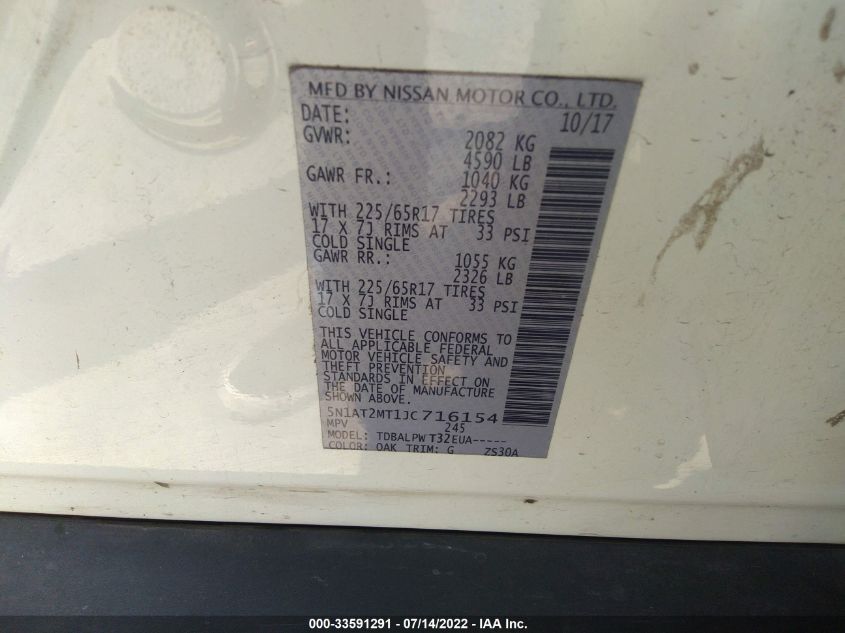 MFD BY NISSAN MOTOR CO., LTD.
DATE: 10/17
GVWR: 2082 KG
4590 LB
GAWR FR.: 1040 KG
2293 LB
WITH 225/65R17 TIRES
17 X 7J RIMS AT 33 PSI
COLD SINGLE
GAWR RR.: 1055 KG
2326 LB
WITH 225/65R17 TIRES
17 X 7J RIMS AT 33 PSI
COLD SINGLE
THIS VEHICLE CONFORMS TO
ALL APPLICABLE FEDERAL
MOTOR VEHICLE SAFETY AND
THEFT PREVENTION
STANDARDS IN EFFECT ON
THE DATE OF MANUFACTURE
SHOWN ABOVE.
5N1AT2MT1JC716154
MPV 245
MODEL: TDBALPW T32EUA-----
COLOR: QAK TRIM: G ZS30A
000-33591291 - 07/14/2022 - IAA Inc.